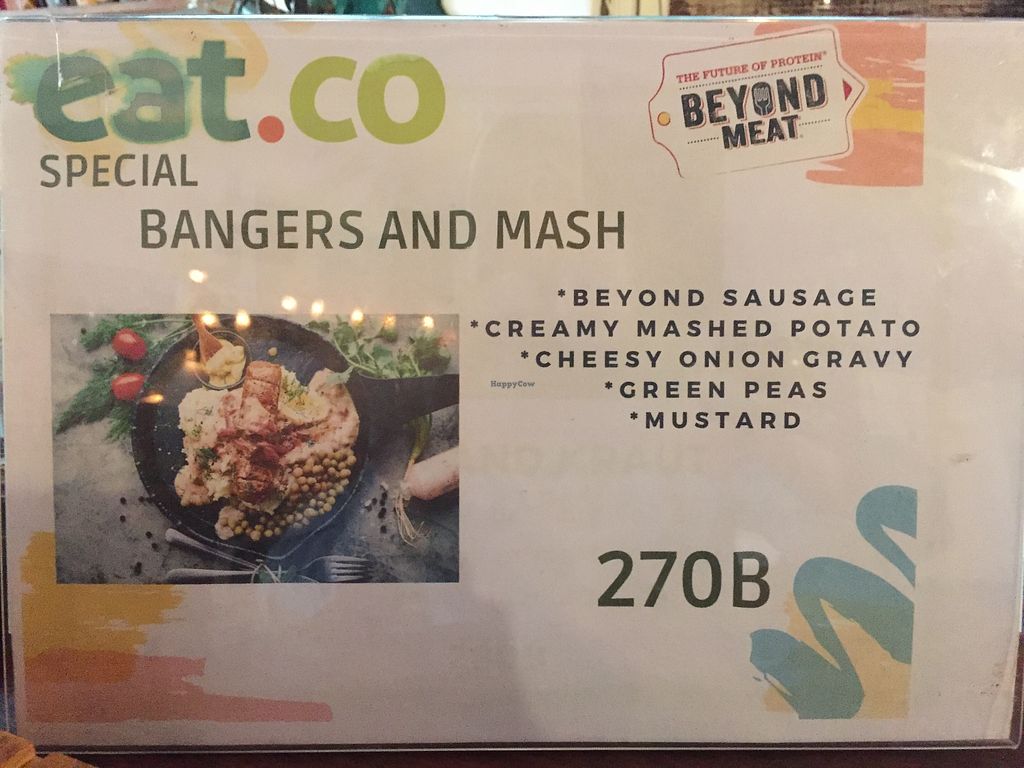 eat.co
SPECIAL
THE FUTURE OF PROTEIN®
BEYOND
MEAT
BANGERS AND MASH
*BEYOND SAUSAGE
*CREAMY MASHED POTATO
*CHEESY ONION GRAVY
HappyCow
*GREEN PEAS
*MUSTARD
270B